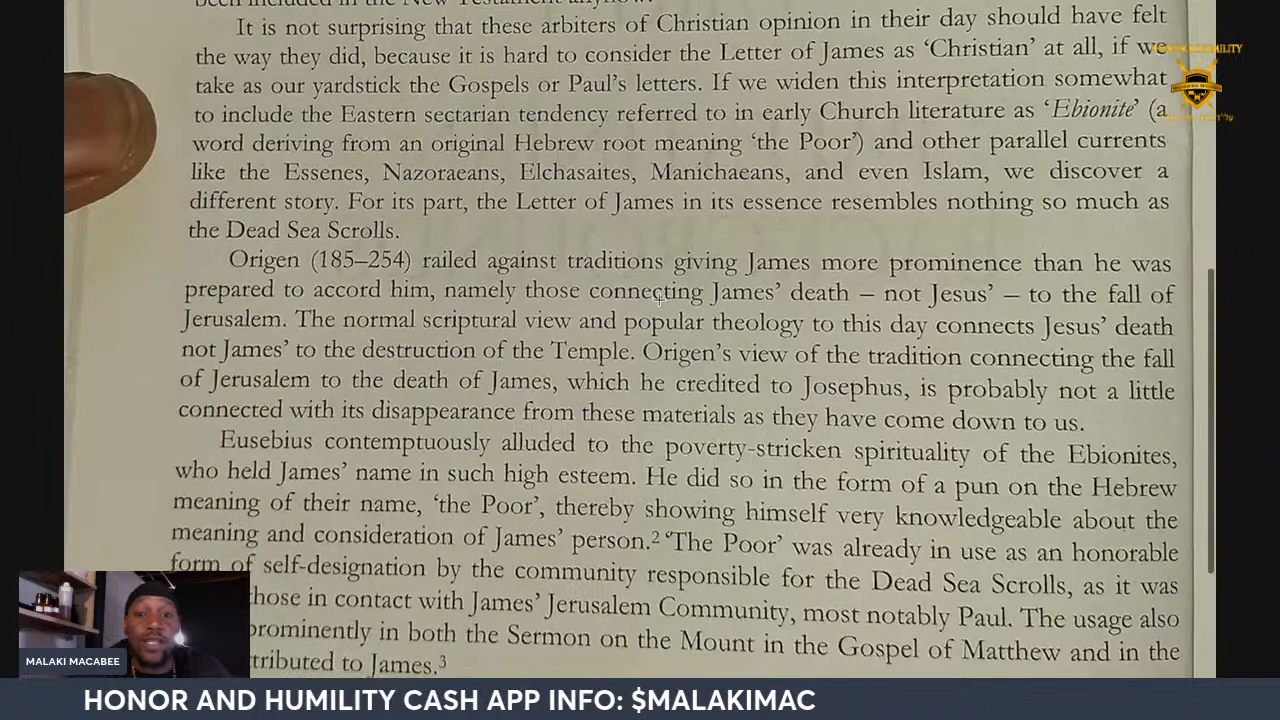 been included in the New Testament anyhow.
It is not surprising that these arbiters of Christian opinion in their day should have felt
the way they did, because it is hard to consider the Letter of James as ‘Christian’ at all, if we
take as our yardstick the Gospels or Paul’s letters. If we widen this interpretation somewhat
to include the Eastern sectarian tendency referred to in early Church literature as ‘Ebionite’ (a
word deriving from an original Hebrew root meaning ‘the Poor’) and other parallel currents
like the Essenes, Nazoraeans, Elchasaites, Manichaeans, and even Islam, we discover a
different story. For its part, the Letter of James in its essence resembles nothing so much as
the Dead Sea Scrolls.
Origen (185–254) railed against traditions giving James more prominence than he was
prepared to accord him, namely those connecting James’ death – not Jesus’ – to the fall of
Jerusalem. The normal scriptural view and popular theology to this day connects Jesus’ death
not James’ to the destruction of the Temple. Origen’s view of the tradition connecting the fall
of Jerusalem to the death of James, which he credited to Josephus, is probably not a little
connected with its disappearance from these materials as they have come down to us.
Eusebius contemptuously alluded to the poverty-stricken spirituality of the Ebionites,
who held James’ name in such high esteem. He did so in the form of a pun on the Hebrew
meaning of their name, ‘the Poor’, thereby showing himself very knowledgeable about the
meaning and consideration of James’ person.² ‘The Poor’ was already in use as an honorable
form of self-designation by the community responsible for the Dead Sea Scrolls, as it was
those in contact with James’ Jerusalem Community, most notably Paul. The usage also
prominently in both the Sermon on the Mount in the Gospel of Matthew and in the
tributed to James.³
MALAKI MACABEE
HONOR AND HUMILITY CASH APP INFO: $MALAKIMAC